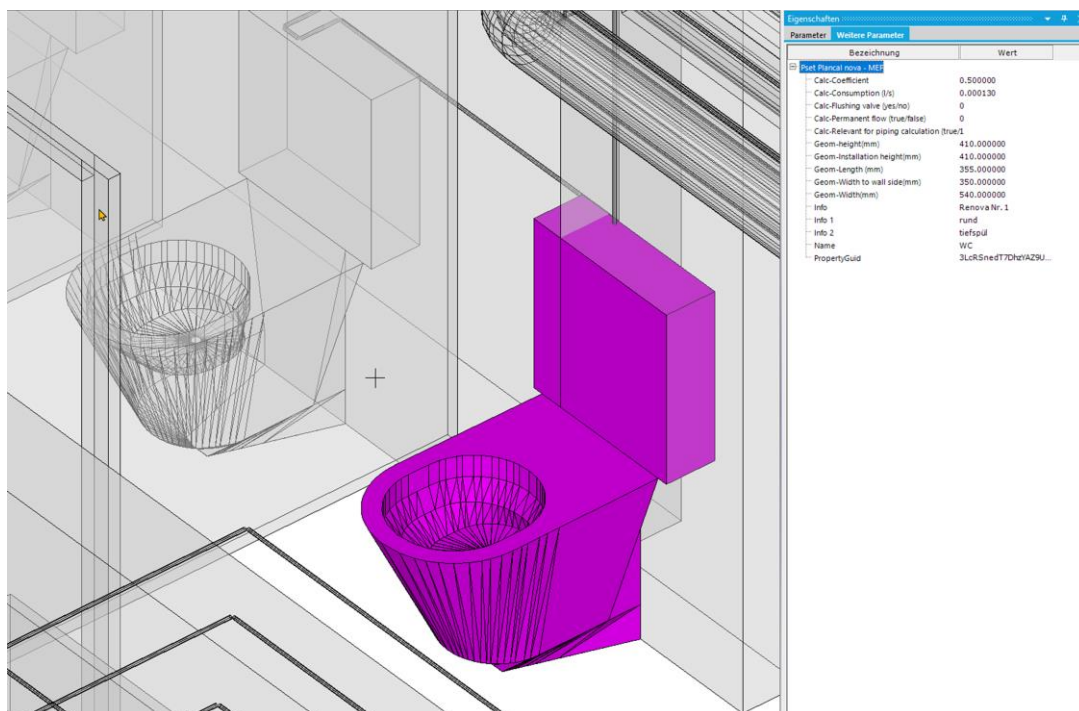 Eigenschaften
Parameter Weitere Parameter
Bezeichnung Wert
Pset Plancal nova - MEP
Calc-Coefficient 0.500000
Calc-Consumption (l/s) 0.000130
Calc-Flushing valve (yes/no) 0
Calc-Permanent flow (true/false) 0
Calc-Relevant for piping calculation (true/1
Geom-height(mm) 410.000000
Geom-Installation height(mm) 410.000000
Geom-Length (mm) 355.000000
Geom-Width to wall side(mm) 350.000000
Geom-Width(mm) 540.000000
Info Renova Nr. 1
Info 1 rund
Info 2 tiefspül
Name WC
PropertyGuid 3LcRSnedT7DhzYAZ9U...